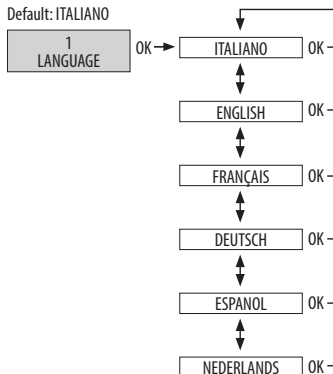 Default: ITALIANO
1
LANGUAGE
OK
ITALIANO
OK
ENGLISH
OK
FRANÇAIS
OK
DEUTSCH
OK
ESPANOL
OK
NEDERLANDS
OK